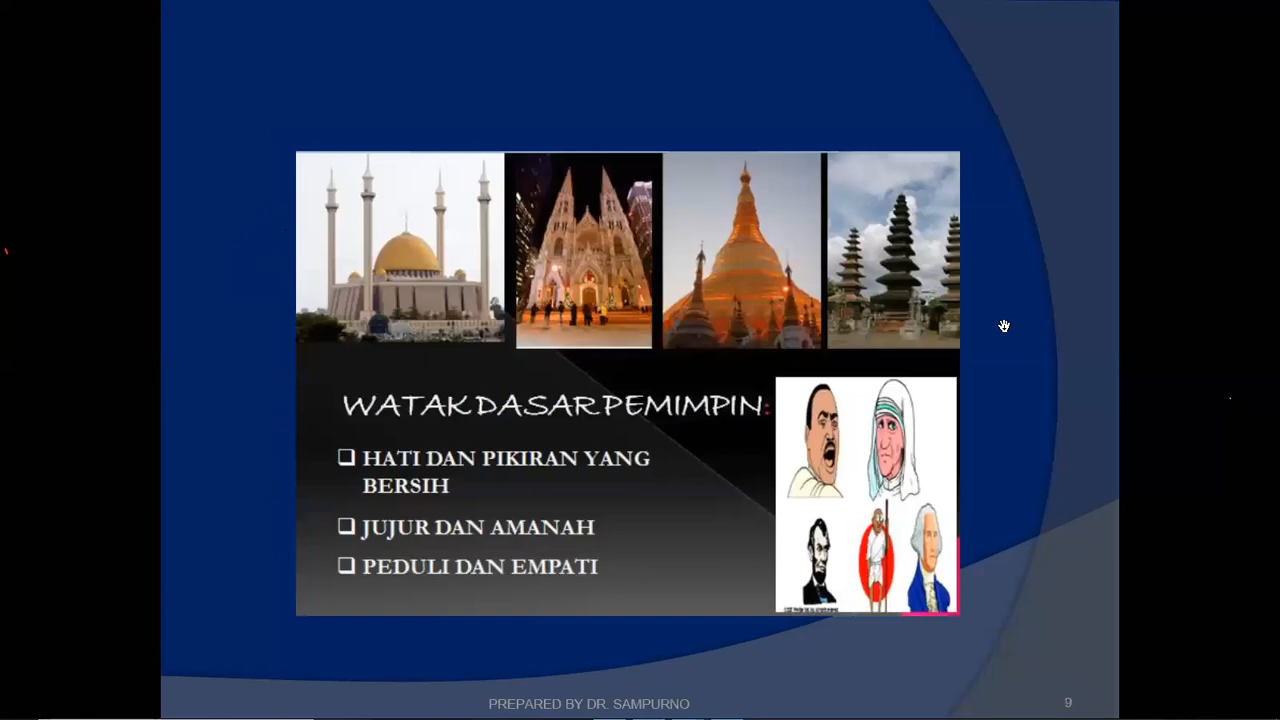 WATAK DASAR PEMIMPIN:
❑ HATI DAN PIKIRAN YANG
BERSIH
❑ JUJUR DAN AMANAH
❑ PEDULI DAN EMPATI
PREPARED BY DR. SAMPURNO
9